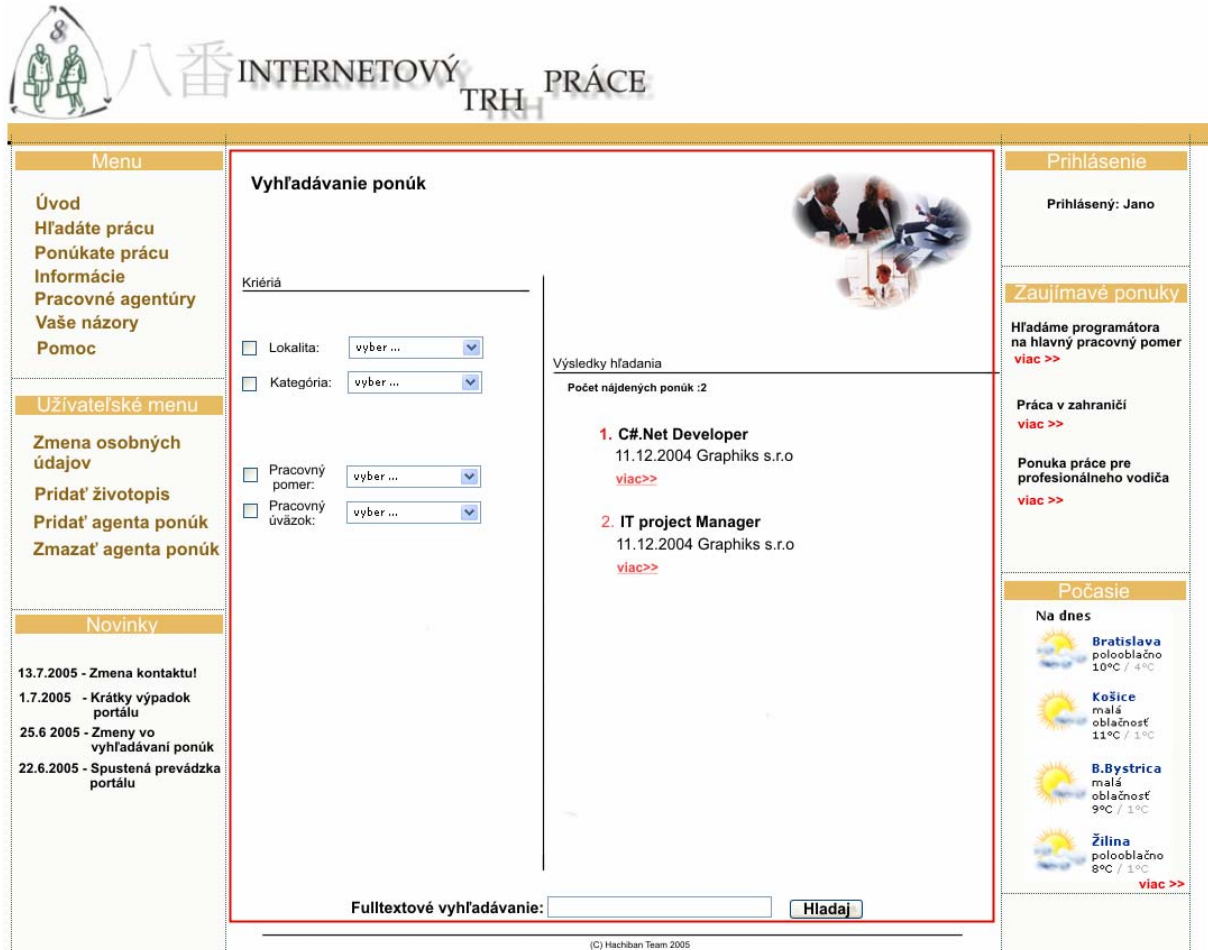 8
八番 INTERNETOVÝ TRH PRÁCE
Menu
Úvod
Hľadáte prácu
Ponúkate prácu
Informácie
Pracovné agentúry
Vaše názory
Pomoc
Užívateľské menu
Zmena osobných
údajov
Pridať životopis
Pridať agenta ponúk
Zmazať agenta ponúk
Novinky
13.7.2005 - Zmena kontaktu!
1.7.2005 - Krátky výpadok
portálu
25.6 2005 - Zmeny vo
vyhľadávaní ponúk
22.6.2005 - Spustená prevádzka
portálu
Vyhľadávanie ponúk
Kriériá
Lokalita: vyber ...
Kategória: vyber ...
Pracovný
pomer: vyber ...
Pracovný
úväzok: vyber ...
Výsledky hľadania
Počet nájdených ponúk :2
1. C#.Net Developer
11.12.2004 Graphiks s.r.o
viac>>
2. IT project Manager
11.12.2004 Graphiks s.r.o
viac>>
Fulltextové vyhľadávanie: Hladaj
(C) Hachiban Team 2005
Prihlásenie
Prihlásený: Jano
Zaujímavé ponuky
Hľadáme programátora
na hlavný pracovný pomer
viac >>
Práca v zahraničí
viac >>
Ponuka práce pre
profesionálneho vodiča
viac >>
Počasie
Na dnes
Bratislava
polooblačno
10°C / 4°C
Košice
malá
oblačnosť
11°C / 1°C
B.Bystrica
malá
oblačnosť
9°C / 1°C
Žilina
polooblačno
8°C / 1°C
viac >>